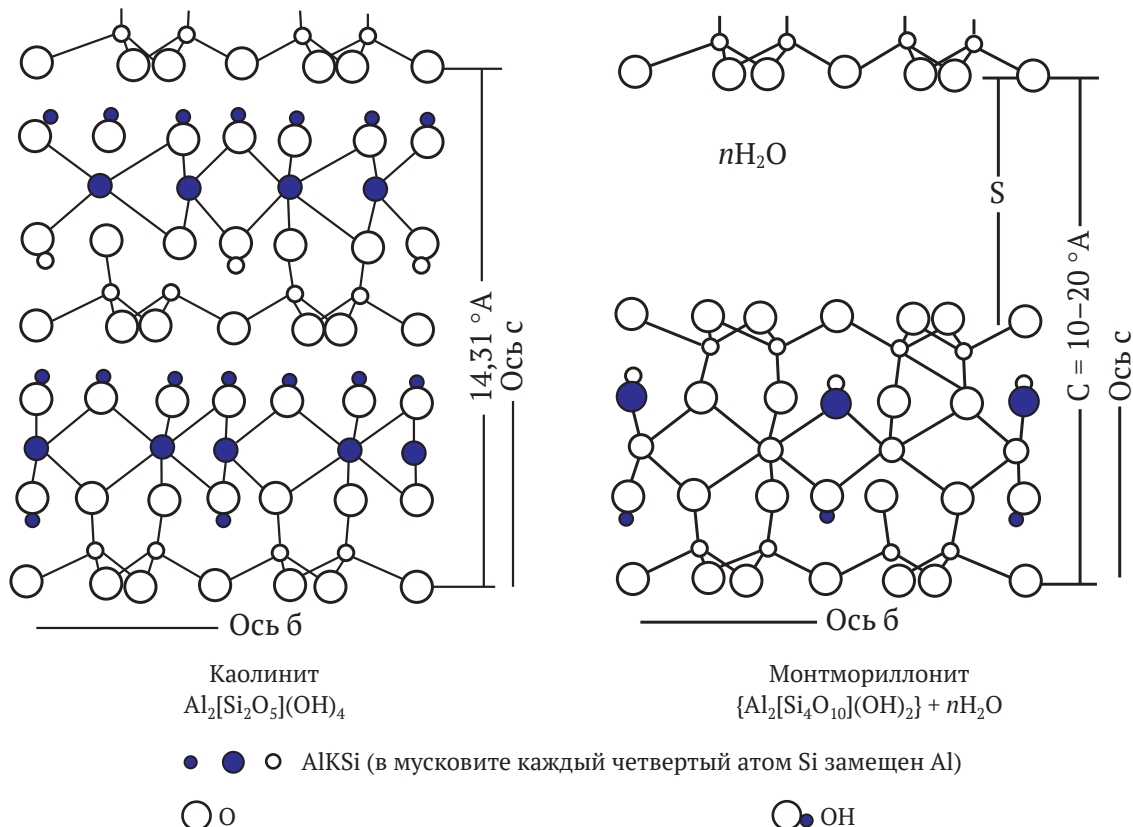 14,31 °A
Ось с
Ось б
Каолинит
Al₂[Si₂O₅](OH)₄
nH₂O
S
C = 10–20 °A
Ось с
Ось б
Монтмориллонит
{Al₂[Si₄O₁₀](OH)₂} + nH₂O
AlKSi (в мусковите каждый четвертый атом Si замещен Al)
O
OH